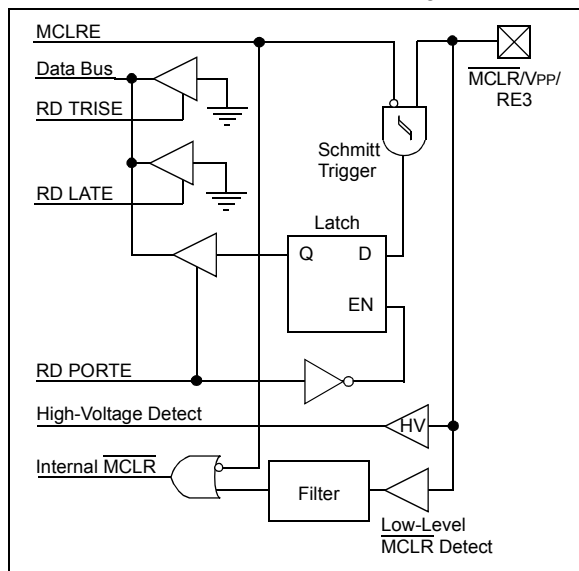 MCLRE
Data Bus
RD TRISE
MCLR/VPP/
RE3
Schmitt
Trigger
RD LATE
Latch
Q D
EN
RD PORTE
High-Voltage Detect
HV
Internal MCLR
Filter
Low-Level
MCLR Detect